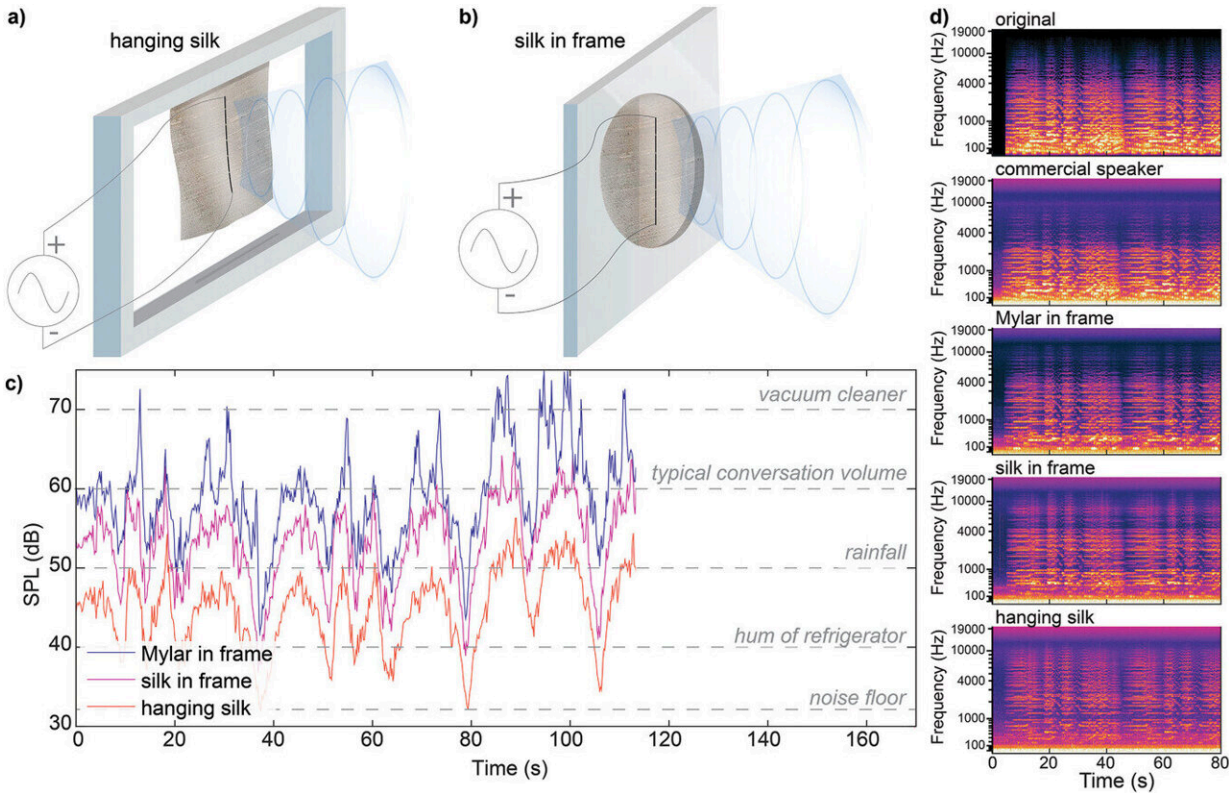 a)
hanging silk
+
-
b)
silk in frame
+
-
c)
SPL (dB)
70
60
50
40
30
vacuum cleaner
typical conversation volume
rainfall
hum of refrigerator
noise floor
Mylar in frame
silk in frame
hanging silk
0
20
40
60
80
100
120
140
160
Time (s)
d)
original
Frequency (Hz)
19000
10000
4000
1000
100
commercial speaker
Frequency (Hz)
19000
10000
4000
1000
100
Mylar in frame
Frequency (Hz)
19000
10000
4000
1000
100
silk in frame
Frequency (Hz)
19000
10000
4000
1000
100
hanging silk
Frequency (Hz)
19000
10000
4000
1000
100
0
20
40
60
80
Time (s)